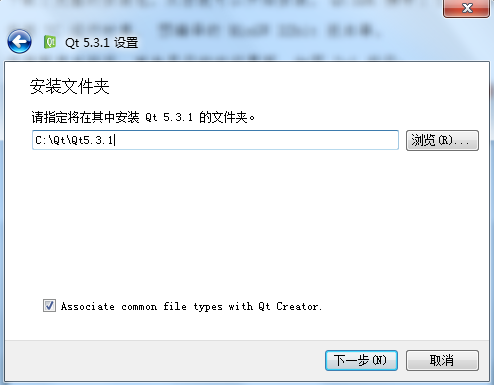 Qt 5.3.1 设置
安装文件夹
请指定将在其中安装 Qt 5.3.1 的文件夹。
C:\Qt\Qt5.3.1
浏览(R)...
Associate common file types with Qt Creator.
下一步(N)
取消